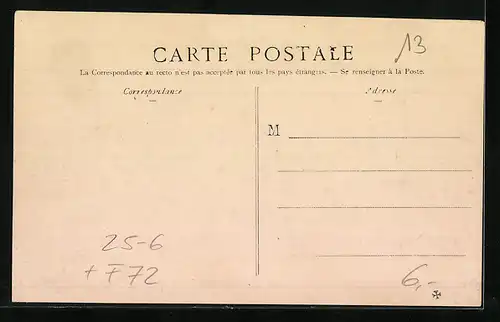 CARTE POSTALE
13
La Correspondance au recto n'est pas acceptée par tous les pays étrangers. — Se renseigner à la Poste.
Correspondance
Adresse
M
25-6
+ F72
6,-